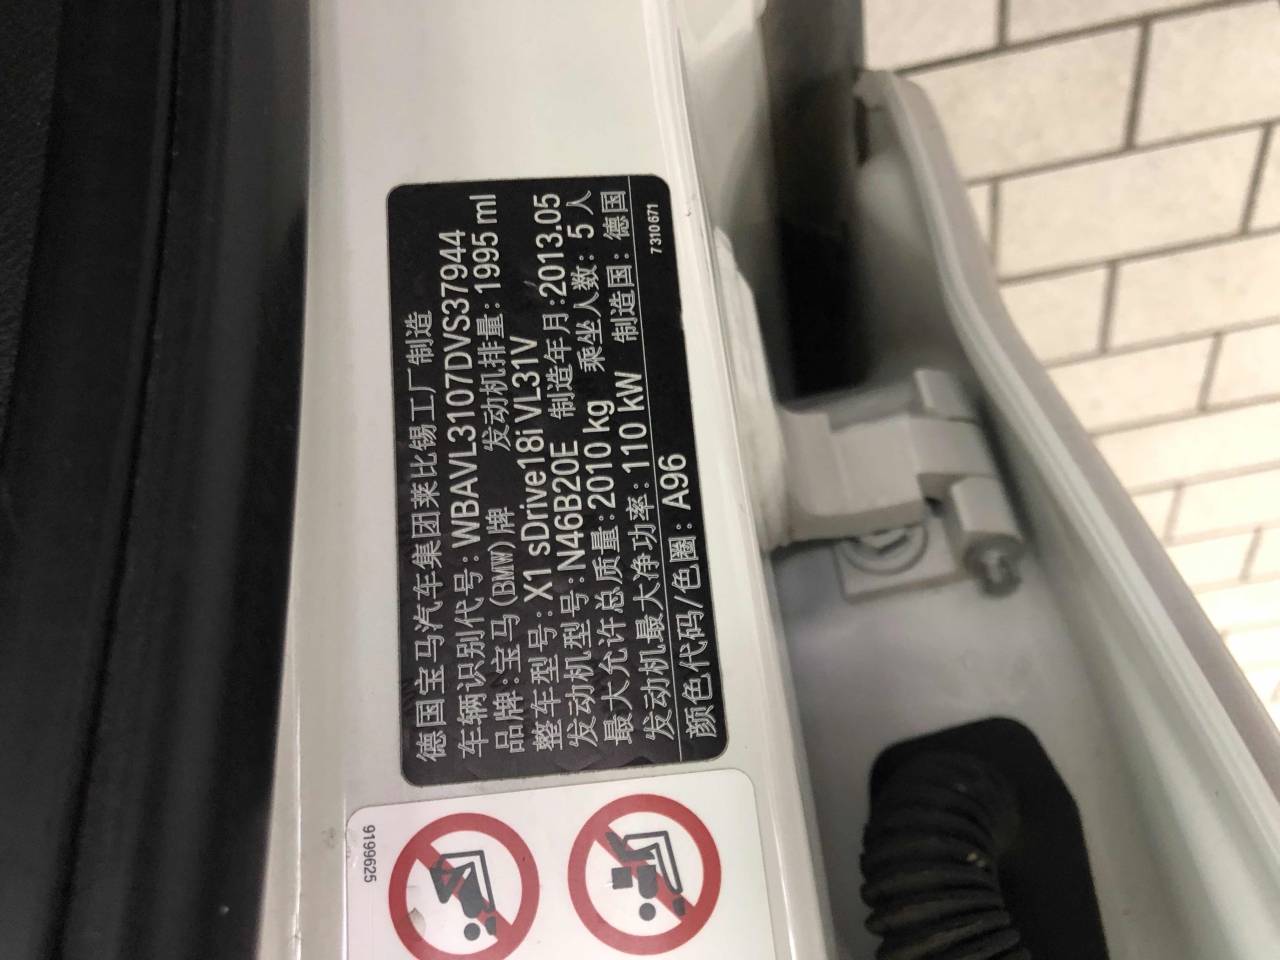 德国宝马汽车集团莱比锡工厂制造
车辆识别代号:WBAVL3107DVS37944
品牌:宝马(BMW)牌 发动机排量:1995 ml
整车型号:X1 sDrive18i VL31V
发动机型号:N46B20E 制造年月:2013.05
最大允许总质量:2010 kg 乘坐人数: 5 人
发动机最大净功率:110 kW 制造国: 德国
颜色代码/色圈: A96
7310671
9199625